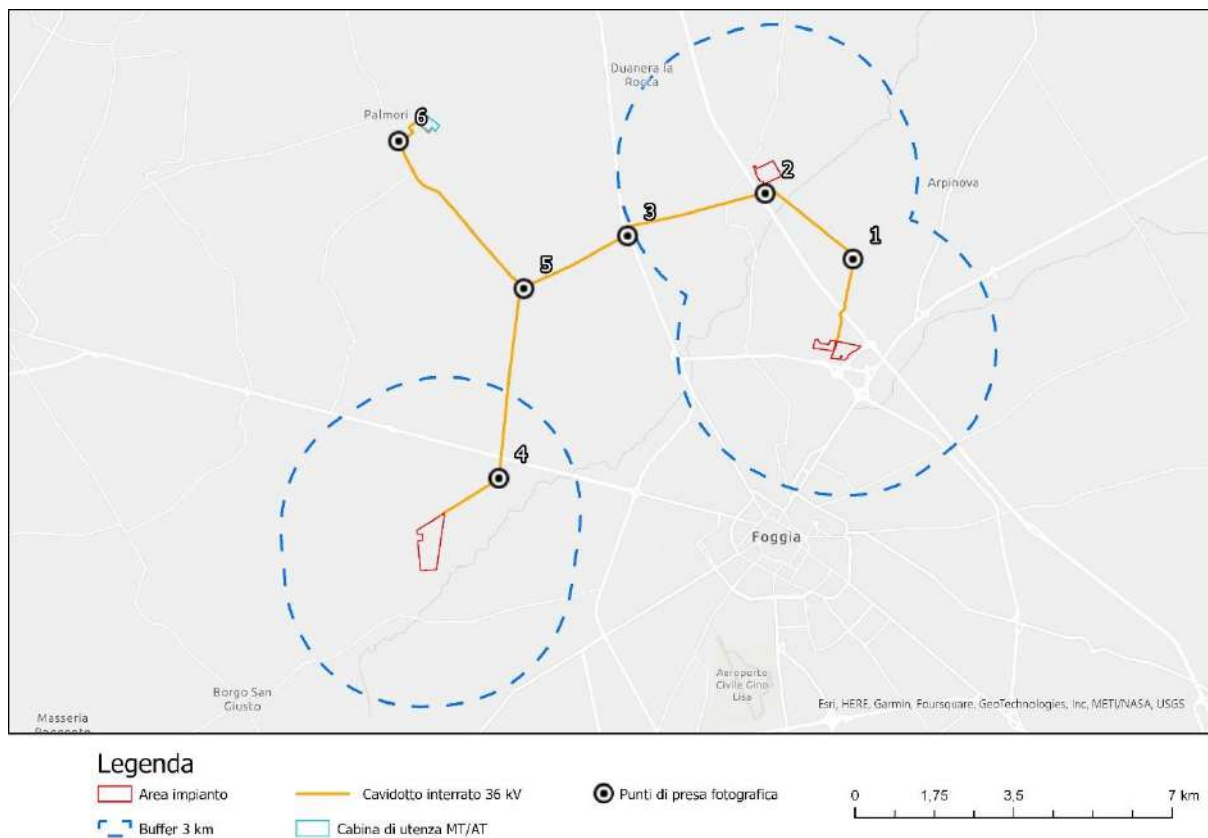 Duanera la
Rocca
Palmori
6
2
Arpinova
3
1
5
4
Foggia
Aeroporto
Civile Gino
Lisa
Borgo San
Giusto
Masseria
Esri, HERE, Garmin, Foursquare, GeoTechnologies, Inc, METI/NASA, USGS
Legenda
Area impianto
Cavidotto interrato 36 kV
Punti di presa fotografica
0 1,75 3,5 7 km
Buffer 3 km
Cabina di utenza MT/AT